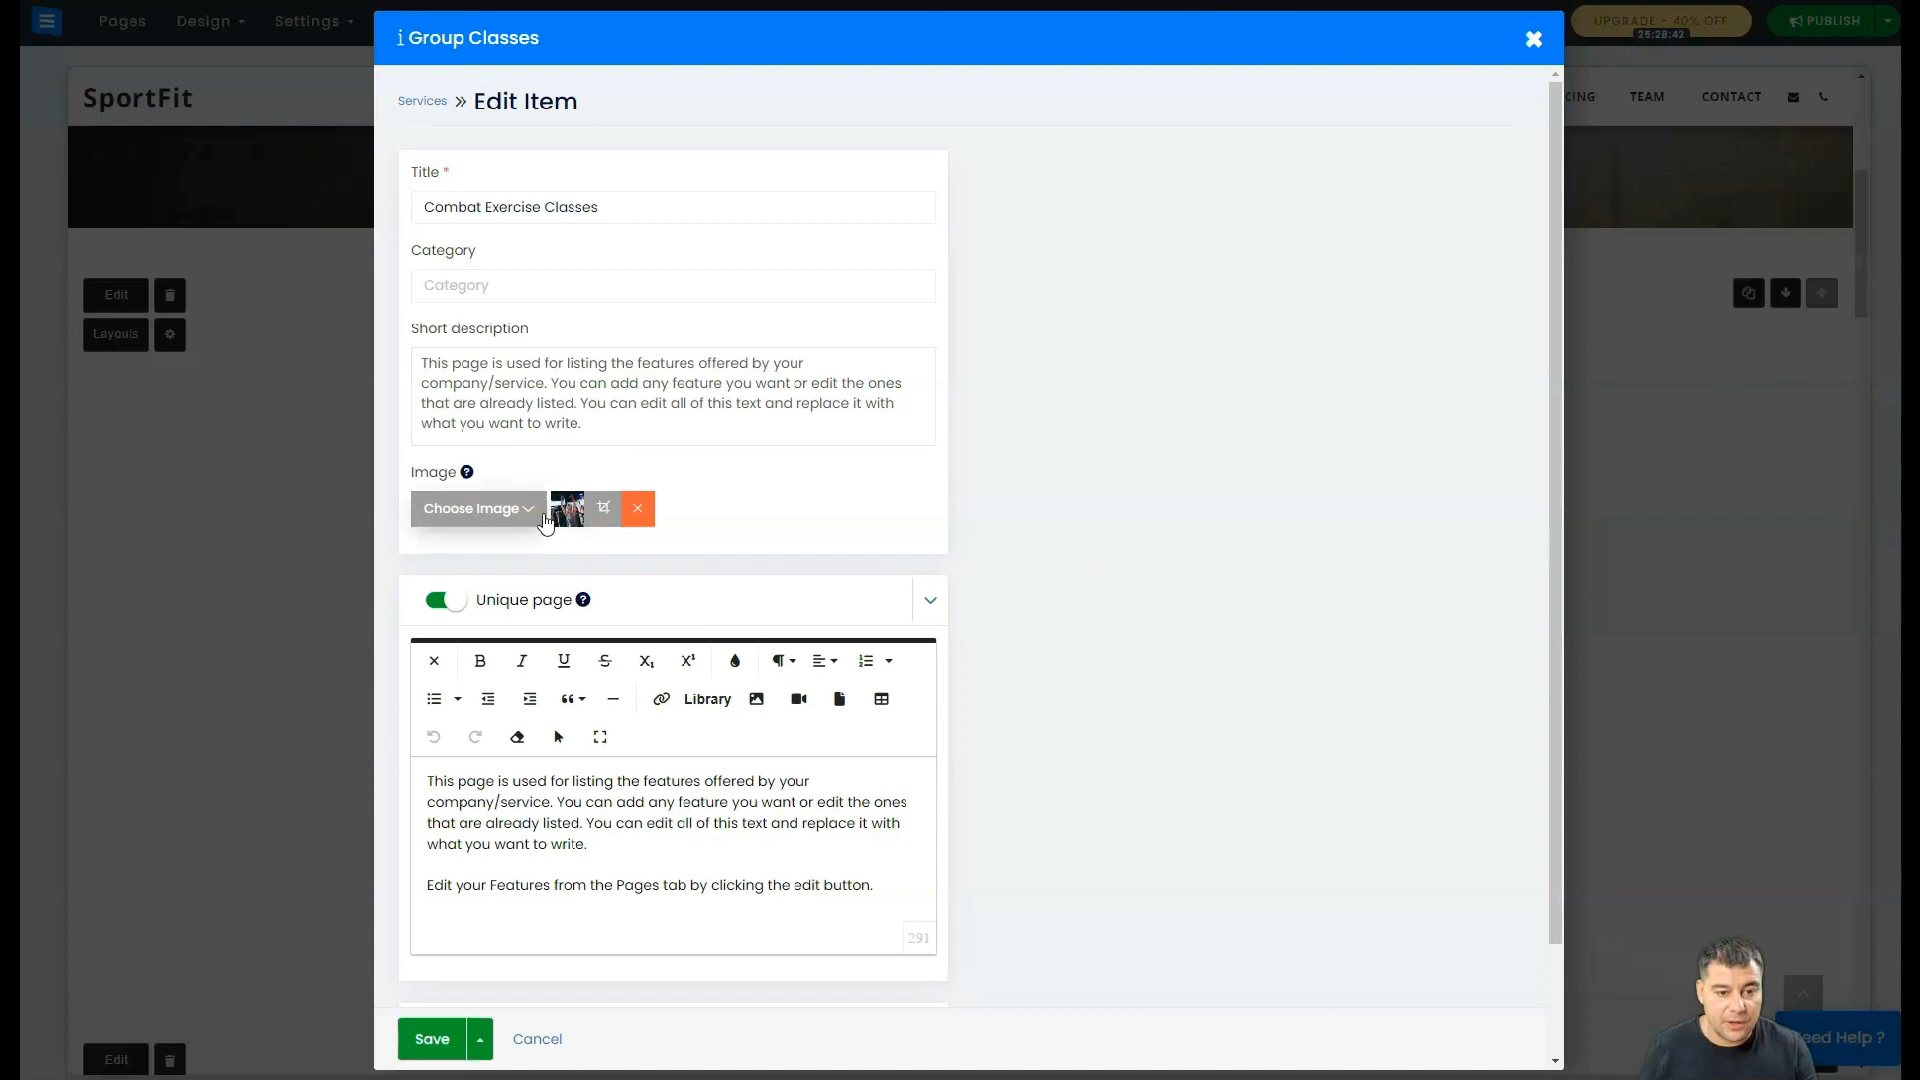 Pages
Design
Settings
UPGRADE - 40% OFF
25:28:42
PUBLISH
i Group Classes
SportFit
TEAM
CONTACT
Services » Edit Item
Title *
Combat Exercise Classes
Category
Category
Short description
This page is used for listing the features offered by your
company/service. You can add any feature you want or edit the ones
that are already listed. You can edit all of this text and replace it with
what you want to write.
Edit
Layouts
Image
Choose Image
Unique page
B I U S X₁ X¹
Library
This page is used for listing the features offered by your
company/service. You can add any feature you want or edit the ones
that are already listed. You can edit all of this text and replace it with
what you want to write.
Edit your Features from the Pages tab by clicking the edit button.
291
Save
Cancel
Edit
Help ?